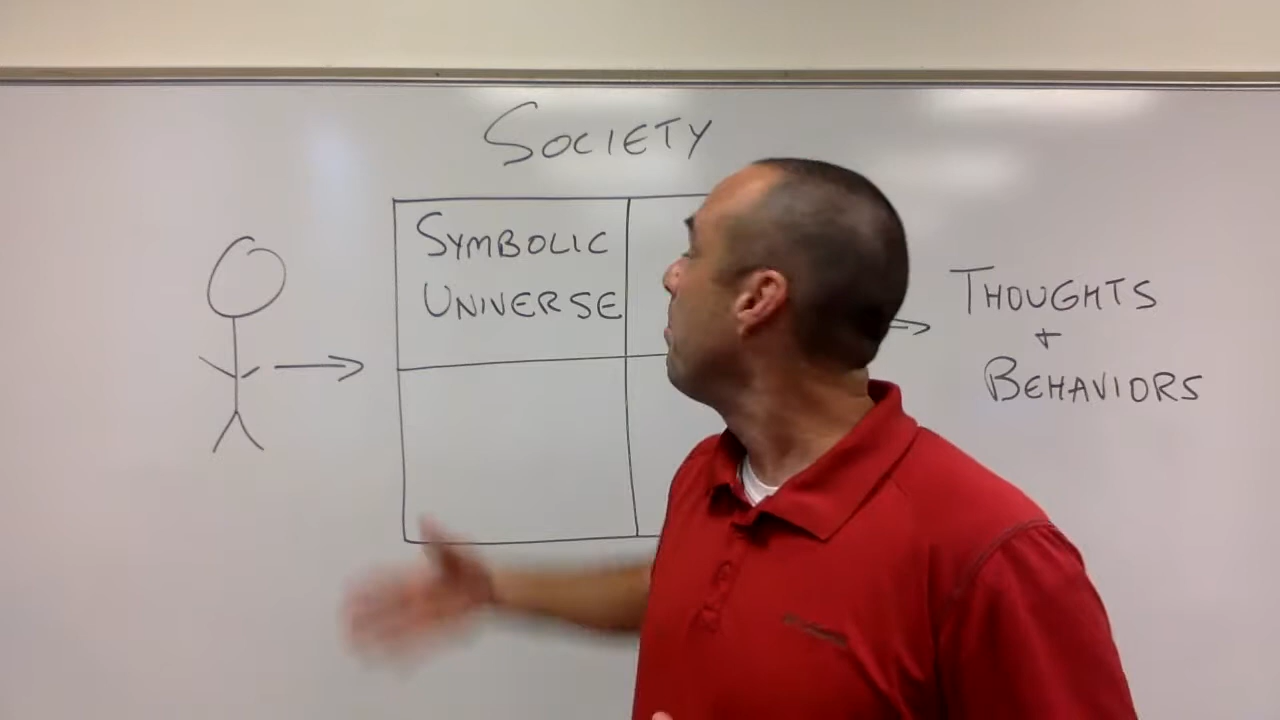 SOCIETY
SYMBOLIC
UNIVERSE
THOUGHTS
+
BEHAVIORS